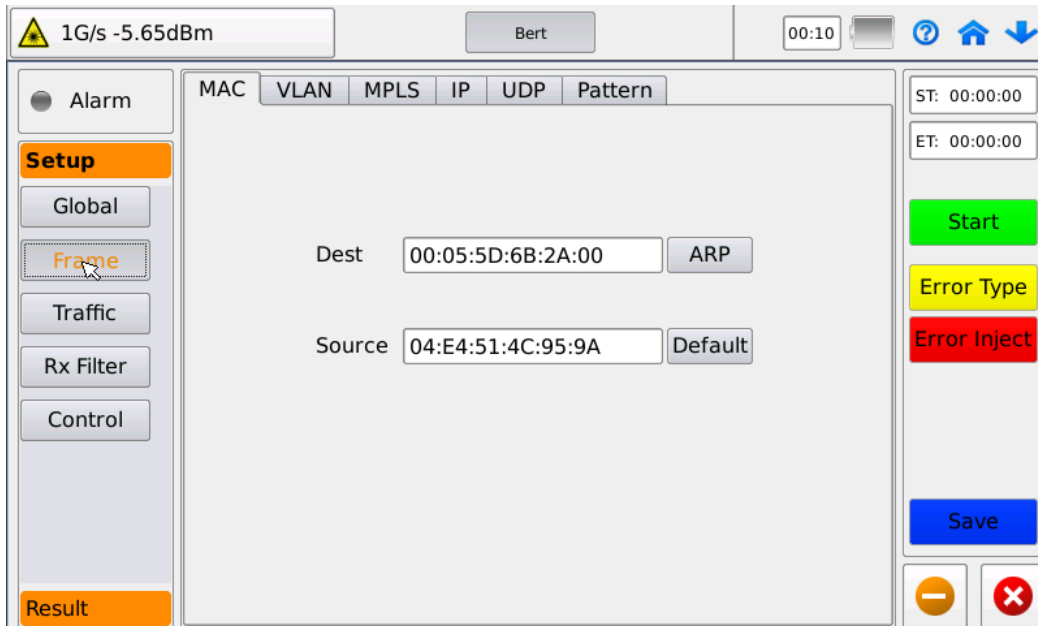 1G/s -5.65dBm
Bert
00:10
Alarm
Setup
Global
Frame
Traffic
Rx Filter
Control
Result
MAC VLAN MPLS IP UDP Pattern
Dest 00:05:5D:6B:2A:00 ARP
Source 04:E4:51:4C:95:9A Default
ST: 00:00:00
ET: 00:00:00
Start
Error Type
Error Inject
Save